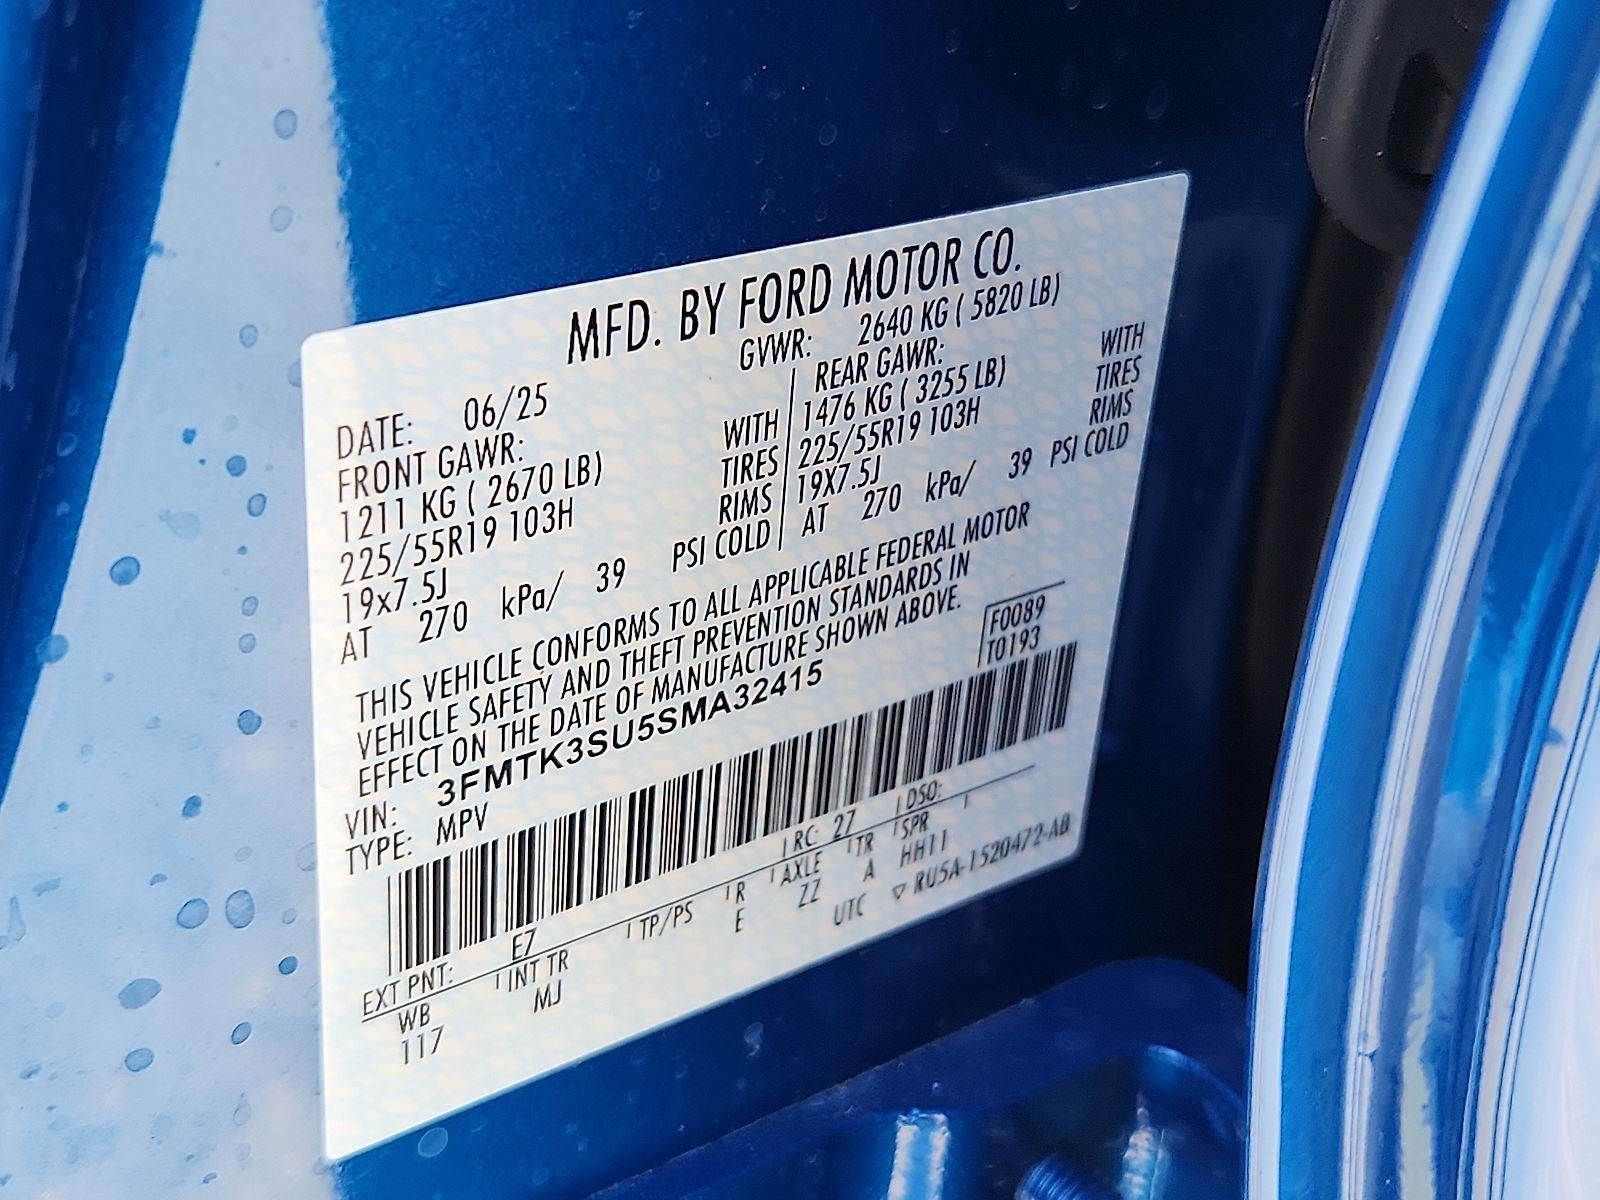 MFD. BY FORD MOTOR CO.
DATE: 06/25 GVWR: 2640 KG ( 5820 LB)
FRONT GAWR: REAR GAWR:
1211 KG ( 2670 LB) WITH 1476 KG ( 3255 LB) WITH
225/55R19 103H TIRES 225/55R19 103H TIRES
19x7.5J RIMS 19X7.5J RIMS
AT 270 kPa/ 39 PSI COLD AT 270 kPa/ 39 PSI COLD
THIS VEHICLE CONFORMS TO ALL APPLICABLE FEDERAL MOTOR
VEHICLE SAFETY AND THEFT PREVENTION STANDARDS IN
EFFECT ON THE DATE OF MANUFACTURE SHOWN ABOVE.
VIN: 3FMTK3SU5SMA32415 F0089
TYPE: MPV T0193
EXT PNT: E7 RC: 27 DSO:
WB INT TR TP/PS R AXLE TR SPR
117 MJ E ZZ A HH11
UTC ▽ RU5A-1520472-AB